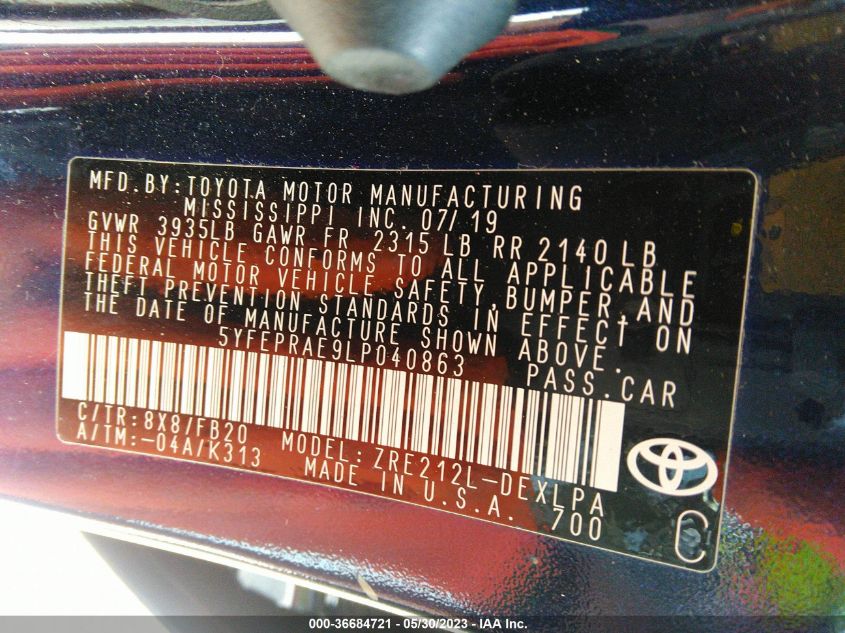 MFD.BY:TOYOTA MOTOR MANUFACTURING
MISSISSIPPI INC. 07/19
GVWR 3935LB GAWR FR 2315 LB RR 2140 LB
THIS VEHICLE CONFORMS TO ALL APPLICABLE
FEDERAL MOTOR VEHICLE SAFETY,BUMPER,AND
THEFT PREVENTION STANDARDS IN EFFECT ON
THE DATE OF MANUFACTURE SHOWN ABOVE.
5YFEPRAE9LP040863 PASS.CAR
C/TR:8X8/FB20 MODEL:ZRE212L-DEXLPA
A/TM:-04A/K313 MADE IN U.S.A. 700
C
000-36684721 - 05/30/2023 - IAA Inc.